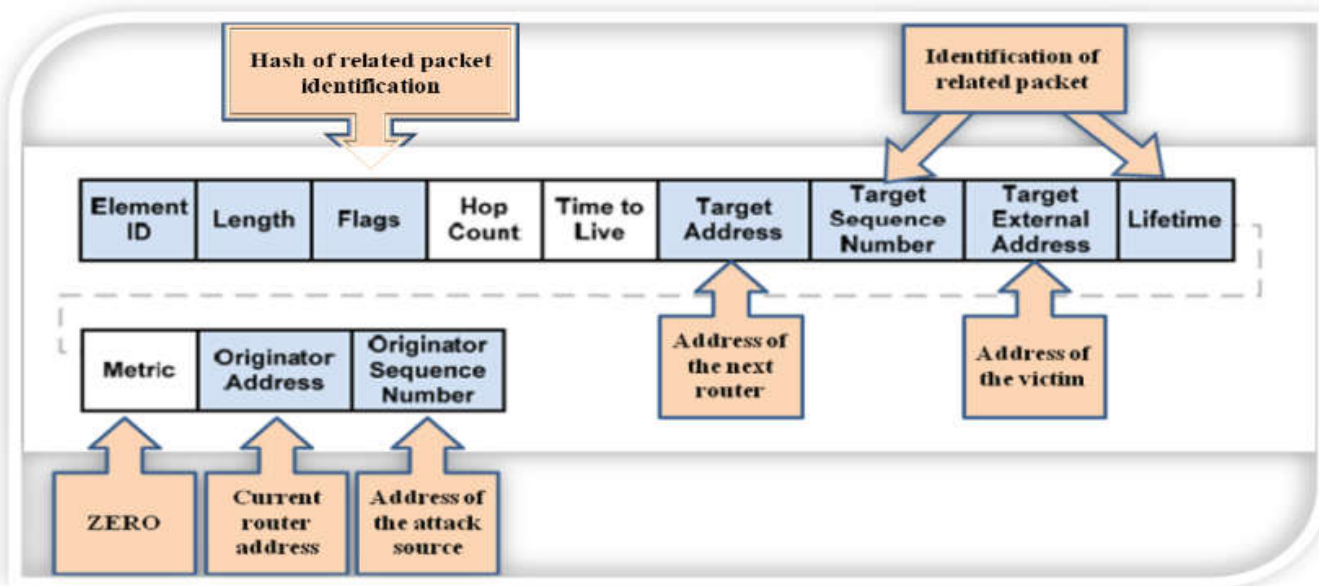 Hash of related packet
identification
Identification of
related packet
Element
ID
Length
Flags
Hop
Count
Time to
Live
Target
Address
Target
Sequence
Number
Target
External
Address
Lifetime
Address of
the next
router
Address of
the victim
Metric
Originator
Address
Originator
Sequence
Number
ZERO
Current
router
address
Address of
the attack
source